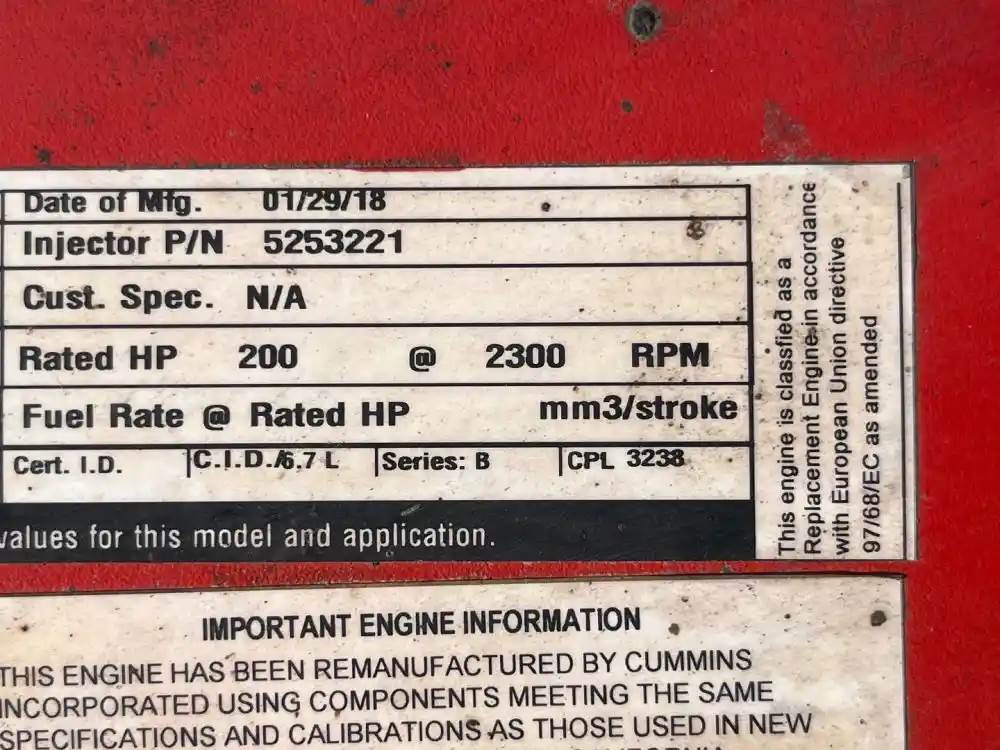 Date of Mfg. 01/29/18
Injector P/N 5253221
Cust. Spec. N/A
Rated HP 200 @ 2300 RPM
Fuel Rate @ Rated HP mm3/stroke
Cert. I.D. C.I.D./6.7 L Series: B CPL 3238
values for this model and application.
This engine is classfied as a
Replacement Engine in accordance
with European Union directive
97/68/EC as amended
IMPORTANT ENGINE INFORMATION
THIS ENGINE HAS BEEN REMANUFACTURED BY CUMMINS
INCORPORATED USING COMPONENTS MEETING THE SAME
SPECIFICATIONS AND CALIBRATIONS AS THOSE USED IN NEW